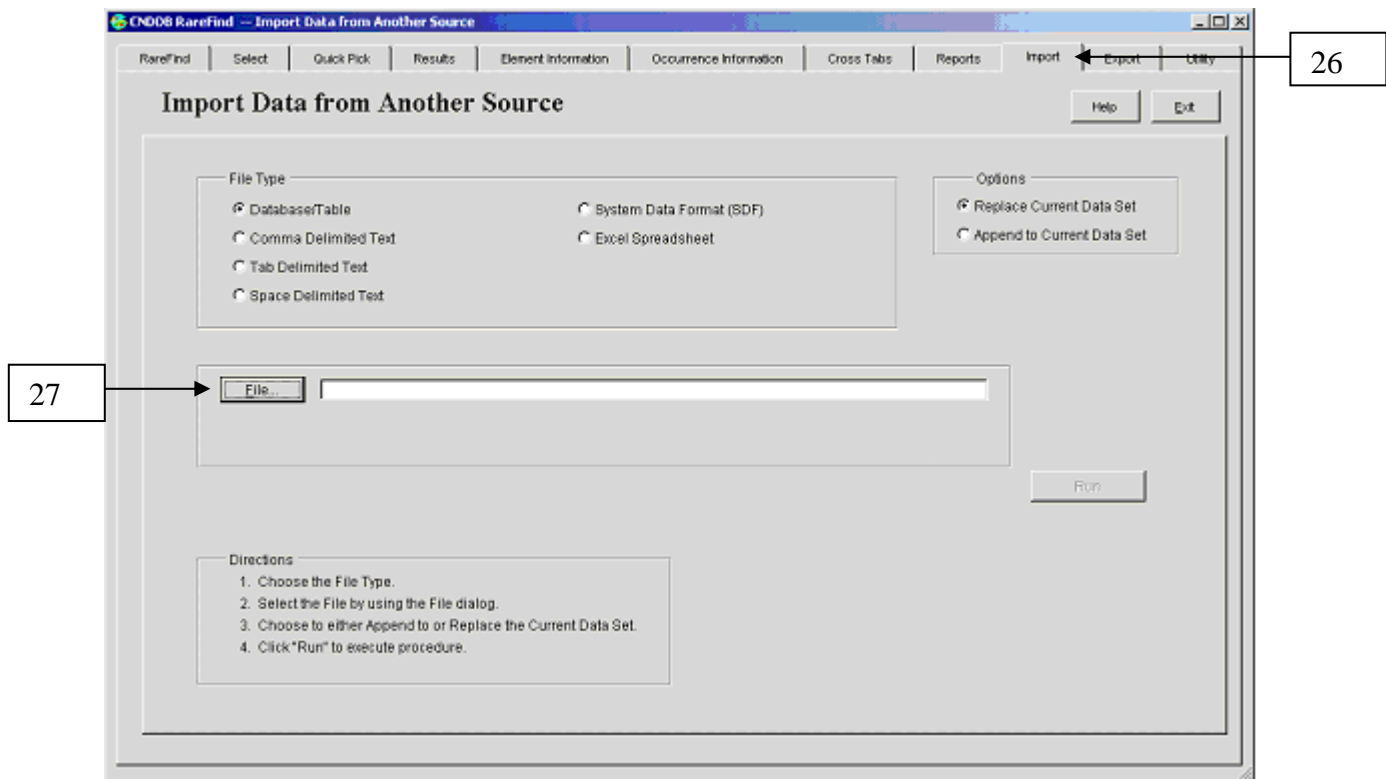 CNDDB RareFind — Import Data from Another Source
RareFind Select Quick Pick Results Element Information Occurrence Information Cross Tabs Reports Import Export Utility
26
Import Data from Another Source
Help Exit
File Type
Options
Database/Table
System Data Format (SDF)
Replace Current Data Set
Comma Delimited Text
Excel Spreadsheet
Append to Current Data Set
Tab Delimited Text
Space Delimited Text
27
File...
Run
Directions
1. Choose the File Type.
2. Select the File by using the File dialog.
3. Choose to either Append to or Replace the Current Data Set.
4. Click "Run" to execute procedure.